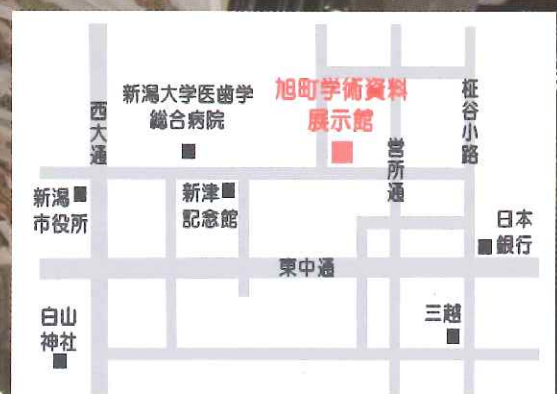 新潟大学医歯学
総合病院
旭町学術資料
展示館
西大通
営所通
柾谷小路
新潟
市役所
新津
記念館
日本
銀行
東中通
白山
神社
三越